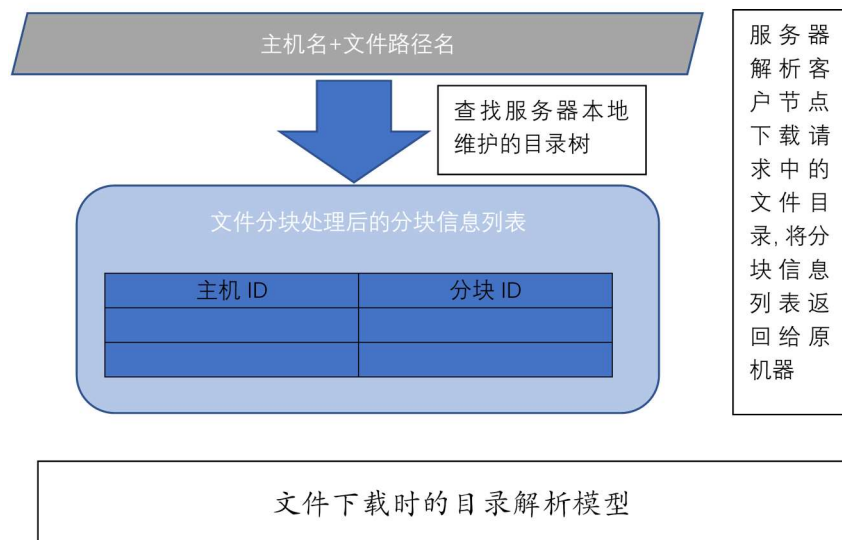 主机名+文件路径名
查找服务器本地
维护的目录树
文件分块处理后的分块信息列表
主机 ID
分块 ID
服务器
解析客
户节点
下载请
求中的
文件目
录,将分
块信息
列表返
回给原
机器
文件下载时的目录解析模型